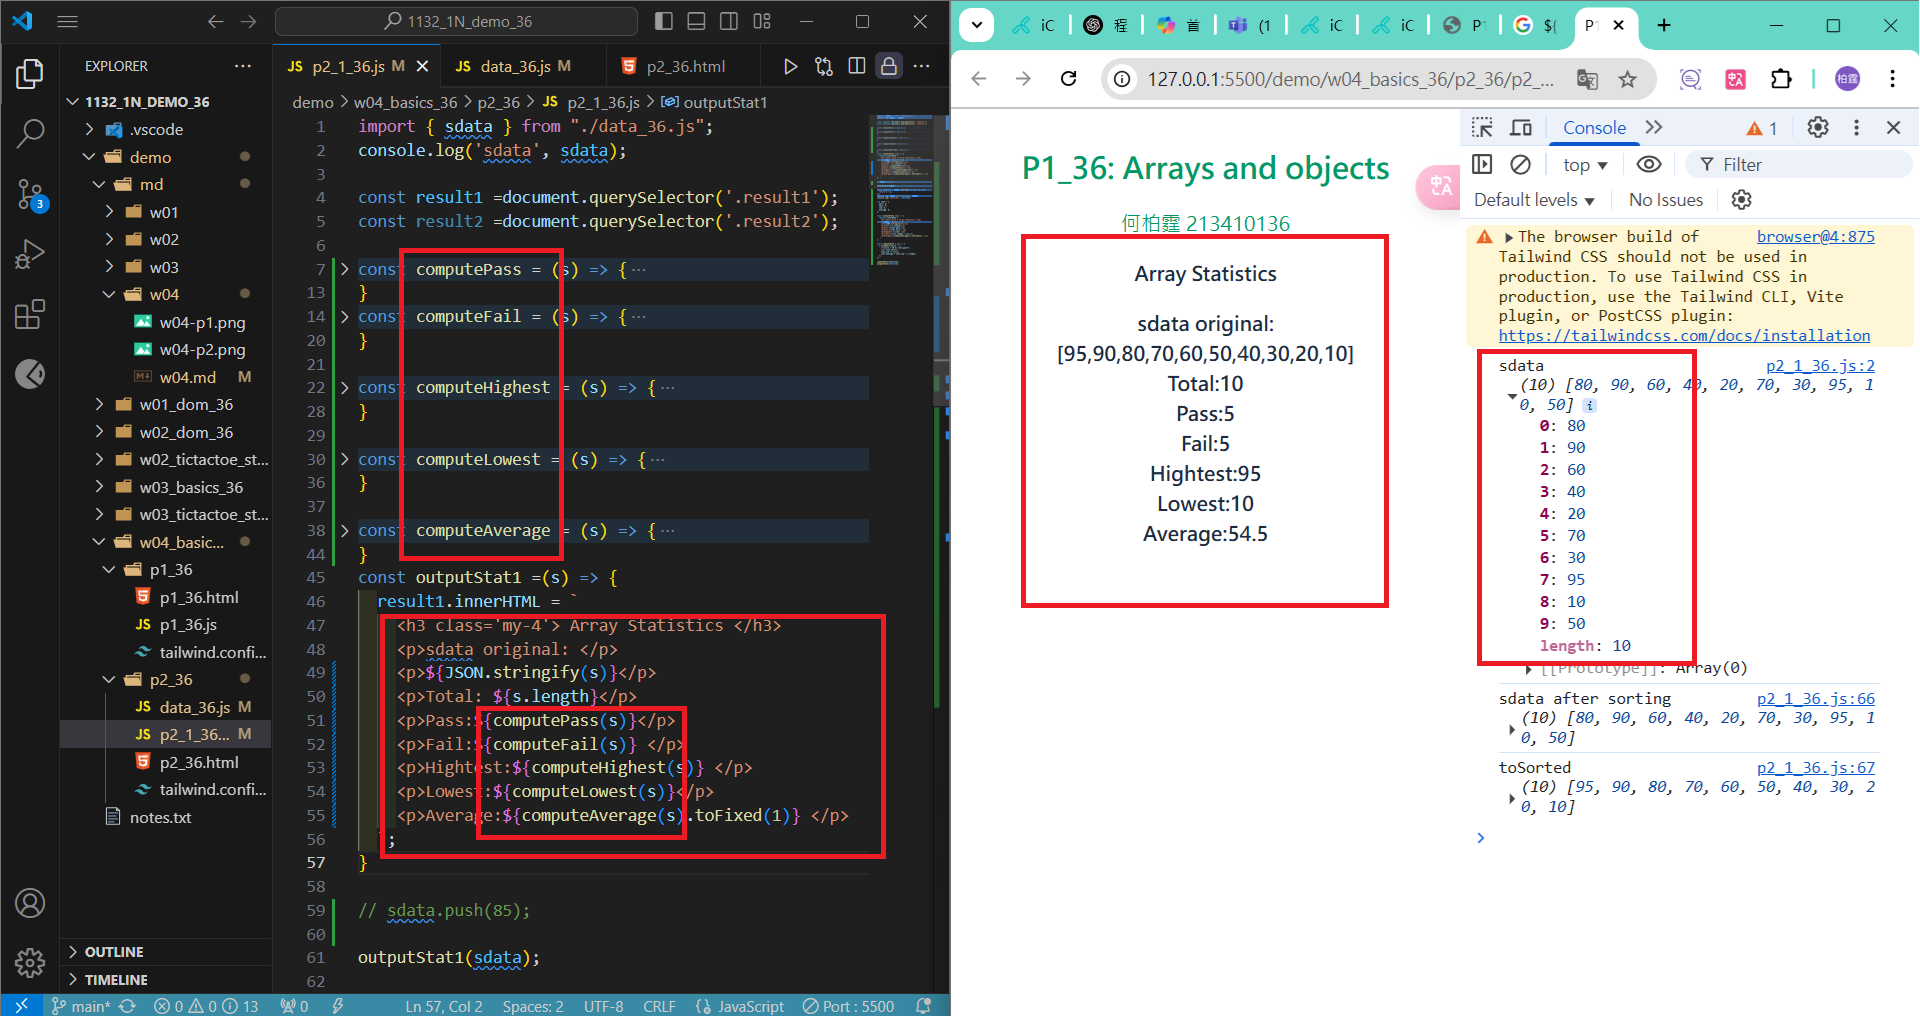 1132_1N_demo_36
EXPLORER
1132_1N_DEMO_36
.vscode
demo
md
w01
w02
w03
w04
w04-p1.png
w04-p2.png
w04.md M
w01_dom_36
w02_dom_36
w02_tictactoe_st...
w03_basics_36
w03_tictactoe_st...
w04_basic...
p1_36
p1_36.html
p1_36.js
tailwind.confi...
p2_36
data_36.js M
p2_1_36... M
p2_36.html
tailwind.confi...
notes.txt
OUTLINE
TIMELINE
3
JS p2_1_36.js M
JS data_36.js M
p2_36.html
demo > w04_basics_36 > p2_36 > JS p2_1_36.js > outputStat1
1 import { sdata } from "./data_36.js";
2 console.log('sdata', sdata);
3
4 const result1 =document.querySelector('.result1');
5 const result2 =document.querySelector('.result2');
6
7 const computePass = (s) => {···
13 }
14 const computeFail = (s) => {···
20 }
21
22 const computeHighest = (s) => {···
28 }
29
30 const computeLowest = (s) => {···
36 }
37
38 const computeAverage = (s) => {···
44 }
45 const outputStat1 =(s) => {
46 result1.innerHTML = `
47 <h3 class='my-4'> Array Statistics </h3>
48 <p>sdata original: </p>
49 <p>${JSON.stringify(s)}</p>
50 <p>Total: ${s.length}</p>
51 <p>Pass:${computePass(s)}</p>
52 <p>Fail:${computeFail(s)} </p>
53 <p>Hightest:${computeHighest(s)} </p>
54 <p>Lowest:${computeLowest(s)}</p>
55 <p>Average:${computeAverage(s).toFixed(1)} </p>
56 ;
57 }
58
59 // sdata.push(85);
60
61 outputStat1(sdata);
62
main* 0 0 13 0 Ln 57, Col 2 Spaces: 2 UTF-8 CRLF JavaScript Port : 5500
iC
程
首
(1
iC
iC
P1
${
P1
127.0.0.1:5500/demo/w04_basics_36/p2_36/p2_...
柏霆
P1_36: Arrays and objects
何柏霆 213410136
Array Statistics
sdata original:
[95,90,80,70,60,50,40,30,20,10]
Total:10
Pass:5
Fail:5
Hightest:95
Lowest:10
Average:54.5
Console 1
top Filter
Default levels No Issues
The browser build of browser@4:875
Tailwind CSS should not be used in
production. To use Tailwind CSS in
production, use the Tailwind CLI, Vite
plugin, or PostCSS plugin:
https://tailwindcss.com/docs/installation
sdata p2_1_36.js:2
(10) [80, 90, 60, 40, 20, 70, 30, 95, 1
0, 50]
0: 80
1: 90
2: 60
3: 40
4: 20
5: 70
6: 30
7: 95
8: 10
9: 50
length: 10
[[Prototype]]: Array(0)
sdata after sorting p2_1_36.js:66
(10) [80, 90, 60, 40, 20, 70, 30, 95, 1
0, 50]
toSorted p2_1_36.js:67
(10) [95, 90, 80, 70, 60, 50, 40, 30, 2
0, 10]